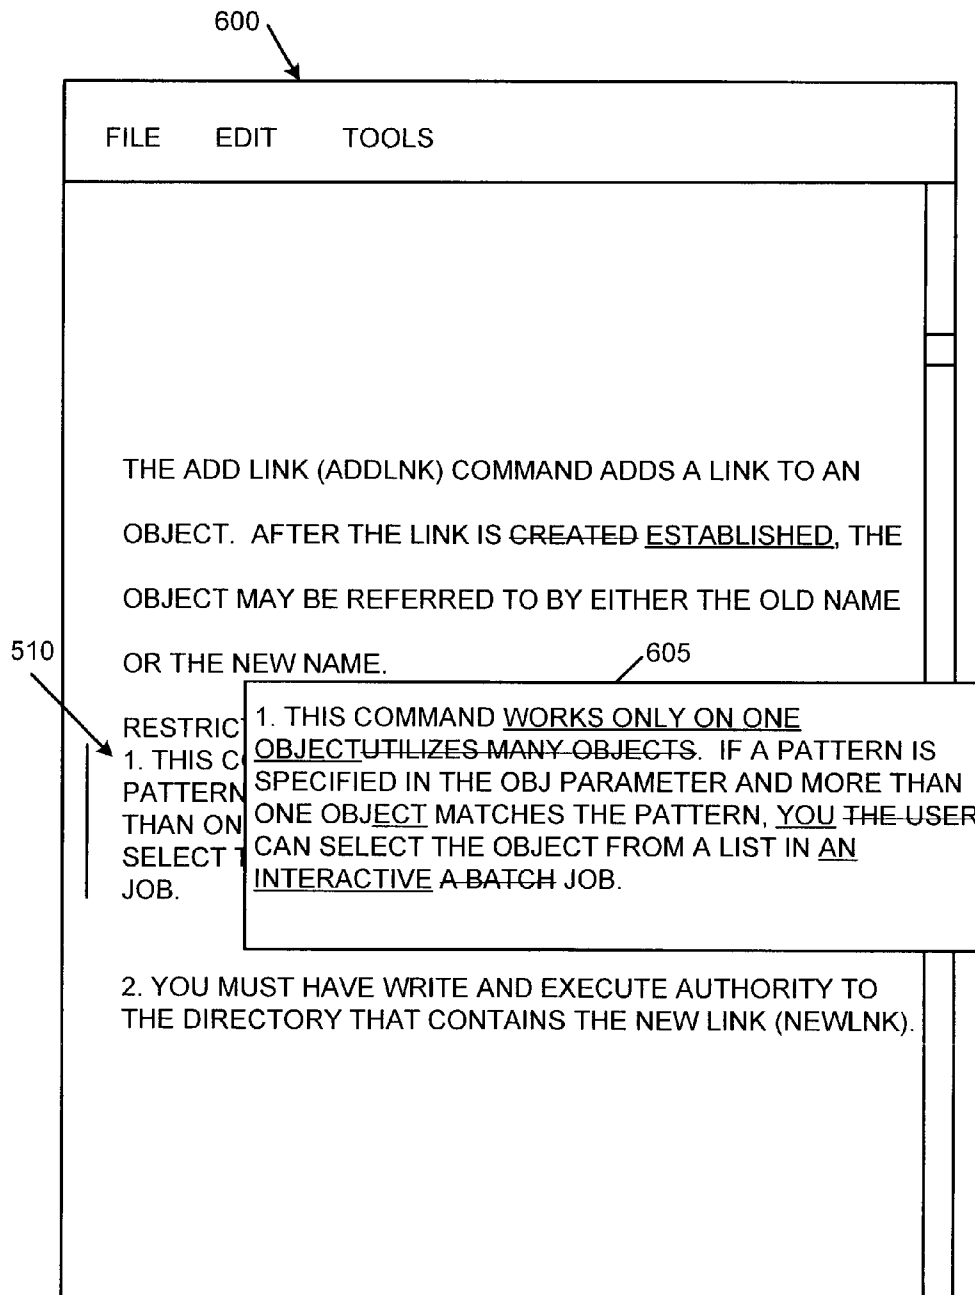 600
FILE EDIT TOOLS
THE ADD LINK (ADDLNK) COMMAND ADDS A LINK TO AN
OBJECT. AFTER THE LINK IS CREATED ESTABLISHED, THE
OBJECT MAY BE REFERRED TO BY EITHER THE OLD NAME
510
OR THE NEW NAME.
605
RESTRICT
1. THIS C
PATTERN
THAN ON
SELECT T
JOB.
1. THIS COMMAND WORKS ONLY ON ONE
OBJECTUTILIZES MANY OBJECTS. IF A PATTERN IS
SPECIFIED IN THE OBJ PARAMETER AND MORE THAN
ONE OBJECT MATCHES THE PATTERN, YOU THE USER
CAN SELECT THE OBJECT FROM A LIST IN AN
INTERACTIVE A BATCH JOB.
2. YOU MUST HAVE WRITE AND EXECUTE AUTHORITY TO
THE DIRECTORY THAT CONTAINS THE NEW LINK (NEWLNK).